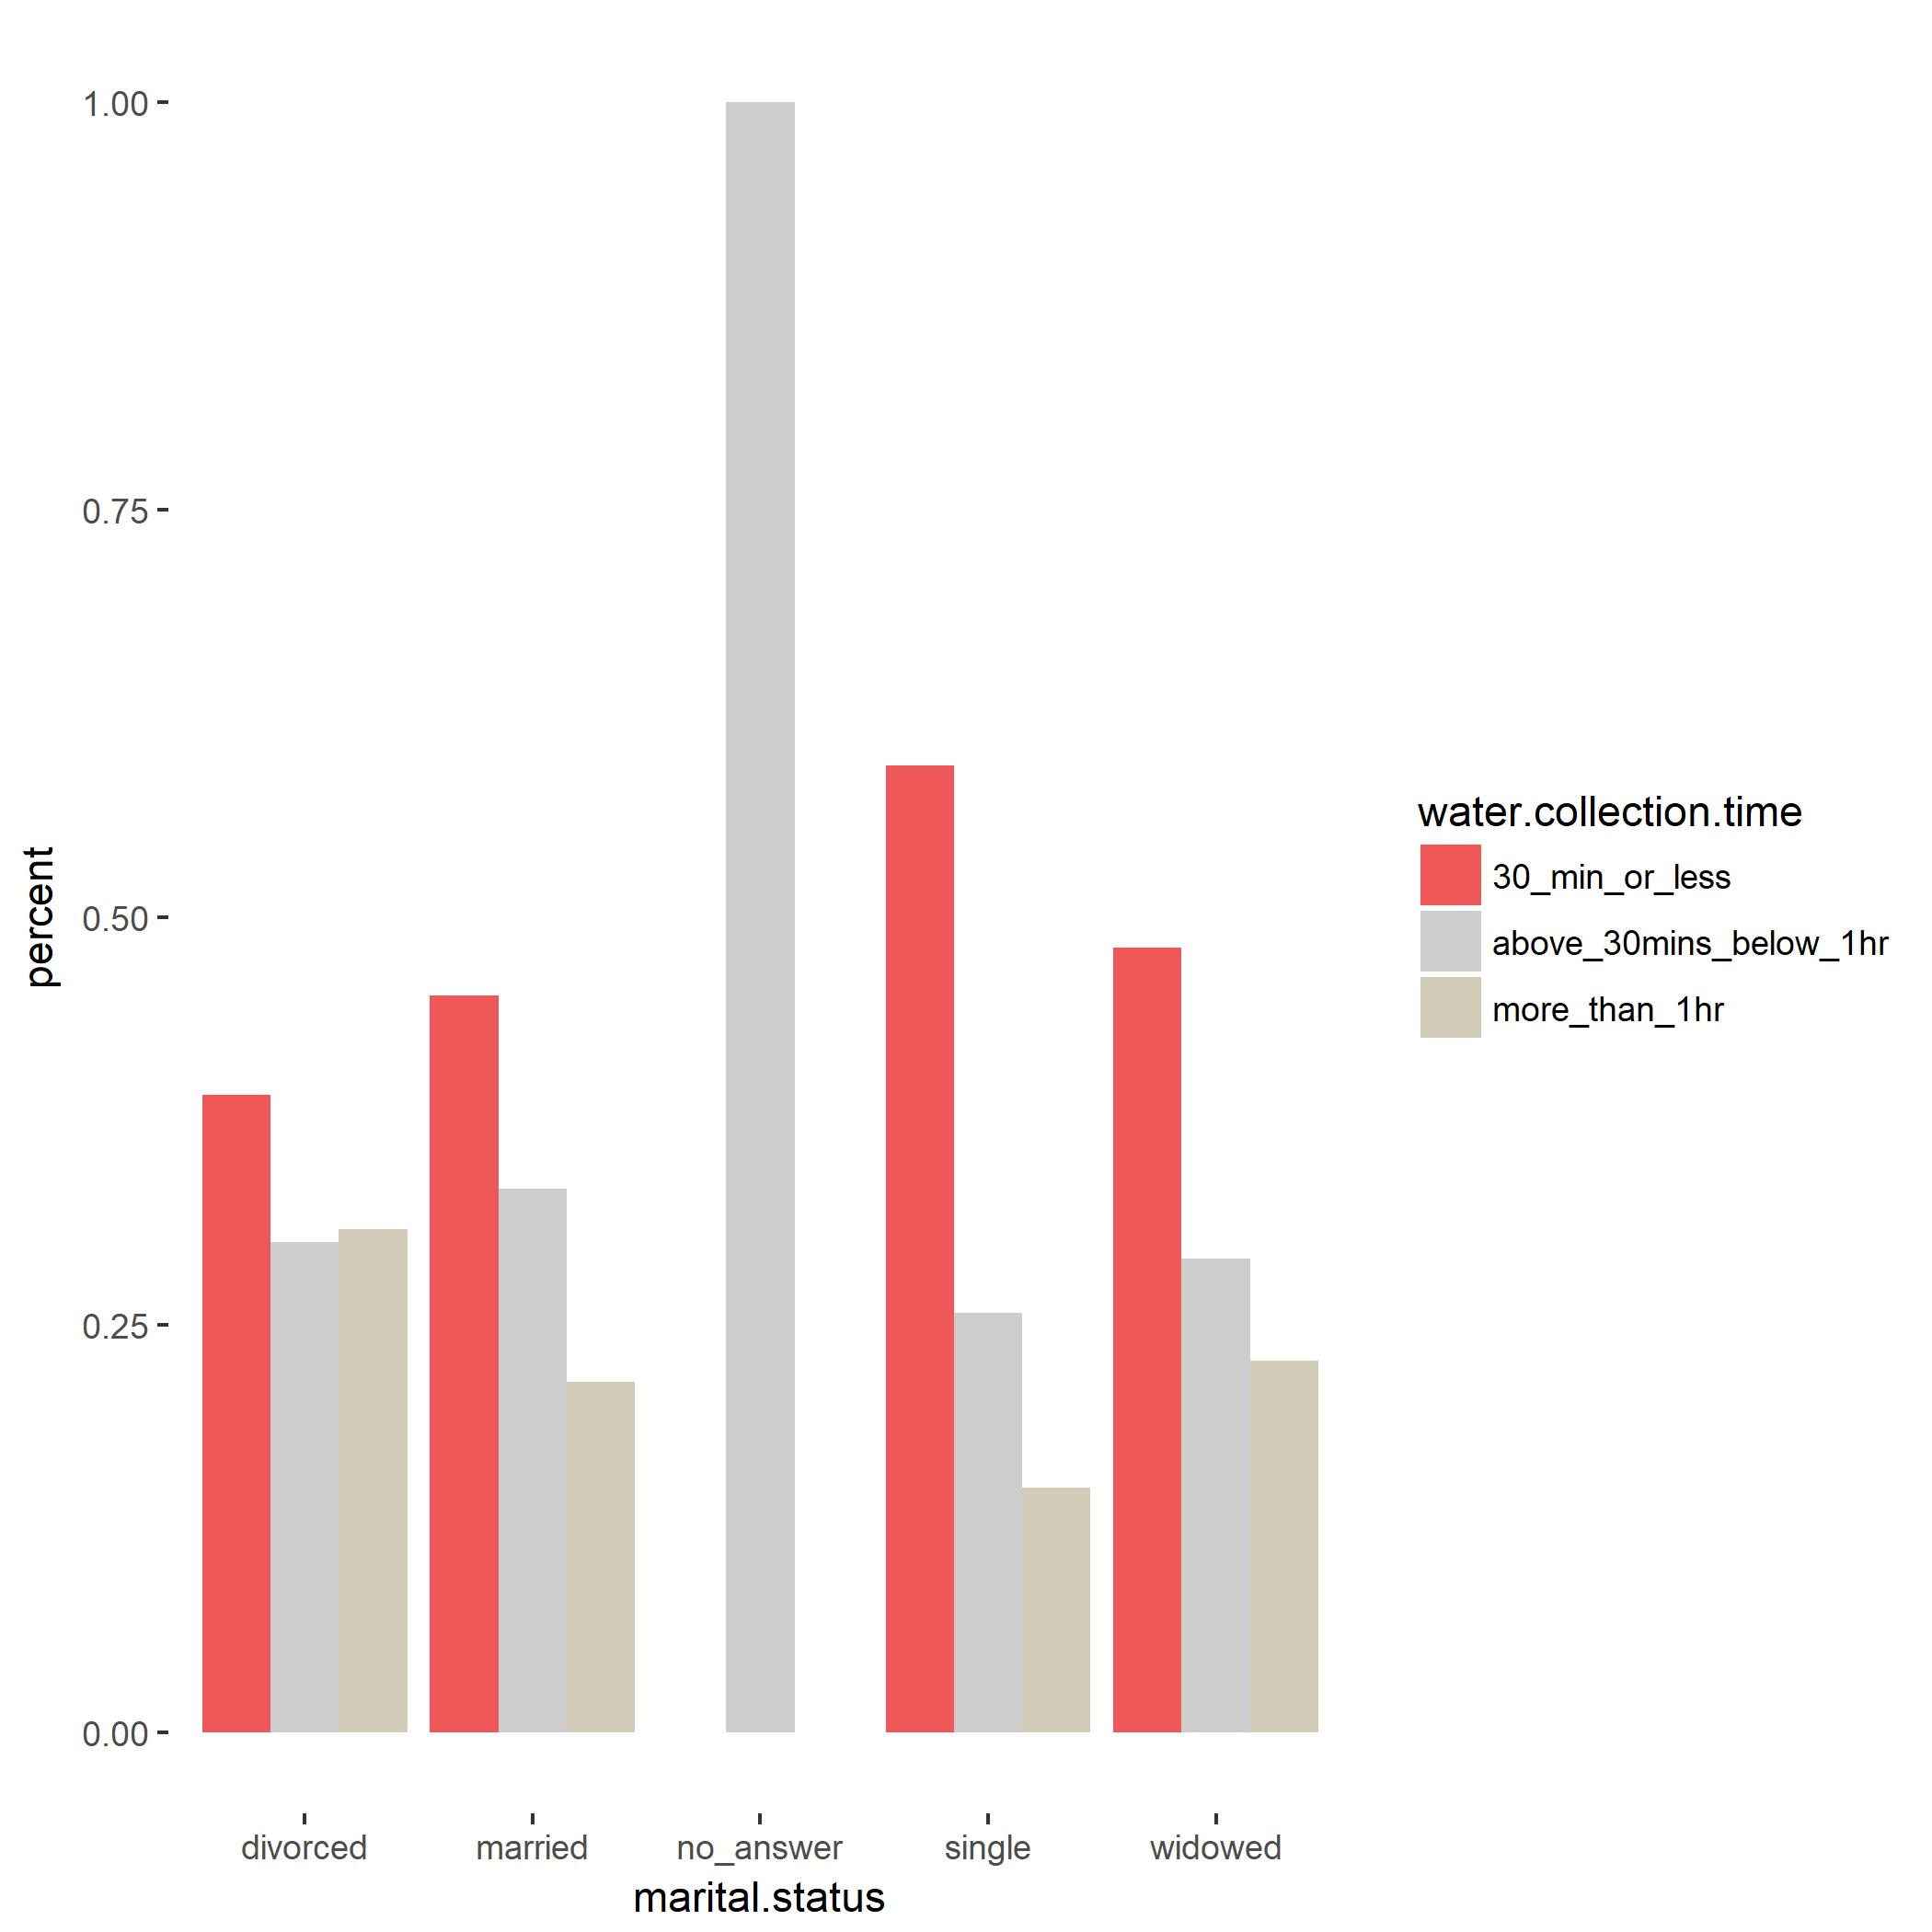 1.00
0.75
0.50
0.25
0.00
percent
divorced
married
no_answer
single
widowed
marital.status
water.collection.time
30_min_or_less
above_30mins_below_1hr
more_than_1hr